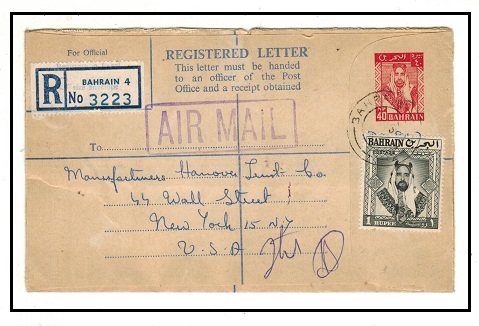 For Official
REGISTERED LETTER
This letter must be handed
to an officer of the Post
Office and a receipt obtained
R BAHRAIN 4
No 3223
40
BAHRAIN
البحرين
AIR MAIL
BAHRAIN
To
BAHRAIN البحرين
1 RUPEE
Manufacturers Hanover Trust Co.
44 Wall Street
New York 15 N.Y
U.S.A